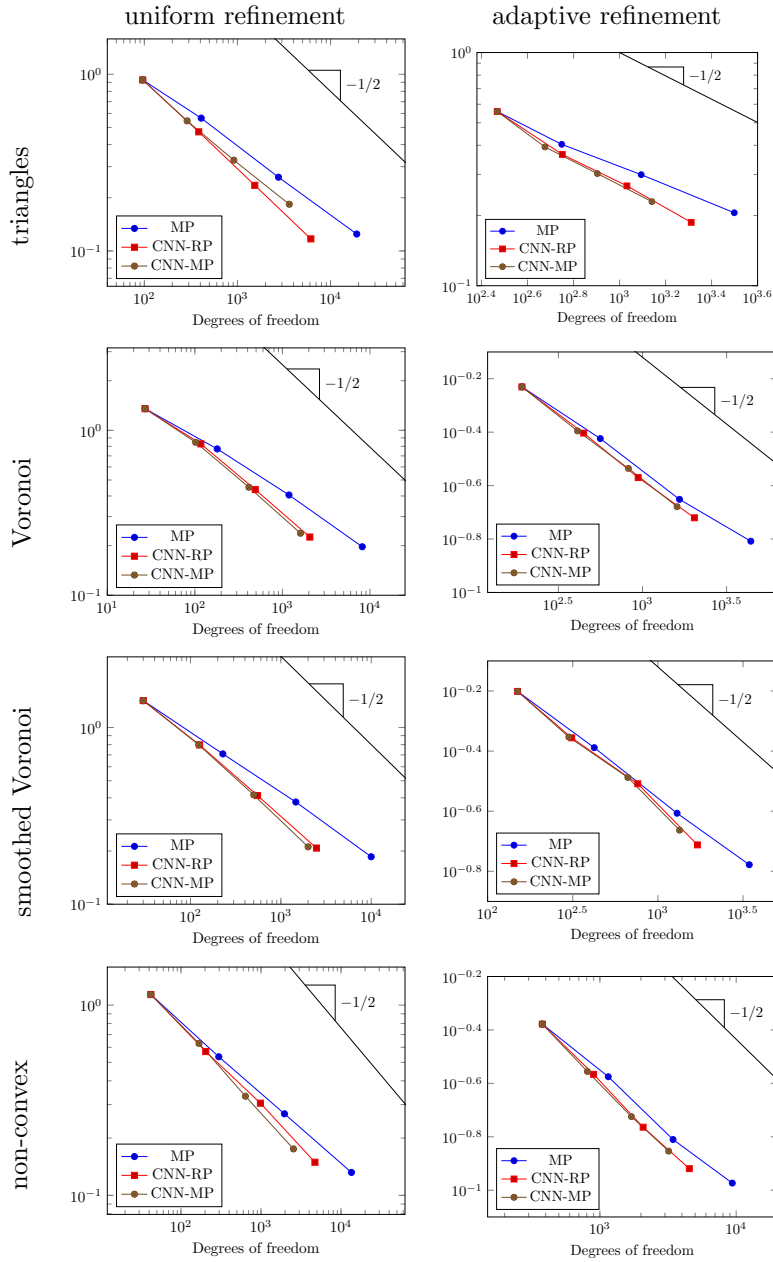 uniform refinement
adaptive refinement
triangles
10^0
10^-1
10^2
10^3
10^4
−1/2
MP
CNN-RP
CNN-MP
Degrees of freedom
10^0
10^-1
10^2.4
10^2.6
10^2.8
10^3
10^3.2
10^3.4
10^3.6
−1/2
MP
CNN-RP
CNN-MP
Degrees of freedom
Voronoi
10^0
10^-1
10^1
10^2
10^3
10^4
−1/2
MP
CNN-RP
CNN-MP
Degrees of freedom
10^-0.2
10^-0.4
10^-0.6
10^-0.8
10^-1
10^2.5
10^3
10^3.5
−1/2
MP
CNN-RP
CNN-MP
Degrees of freedom
smoothed Voronoi
10^0
10^-1
10^2
10^3
10^4
−1/2
MP
CNN-RP
CNN-MP
Degrees of freedom
10^-0.2
10^-0.4
10^-0.6
10^-0.8
10^2
10^2.5
10^3
10^3.5
−1/2
MP
CNN-RP
CNN-MP
Degrees of freedom
non-convex
10^0
10^-1
10^2
10^3
10^4
−1/2
MP
CNN-RP
CNN-MP
Degrees of freedom
10^-0.2
10^-0.4
10^-0.6
10^-0.8
10^-1
10^3
10^4
−1/2
MP
CNN-RP
CNN-MP
Degrees of freedom